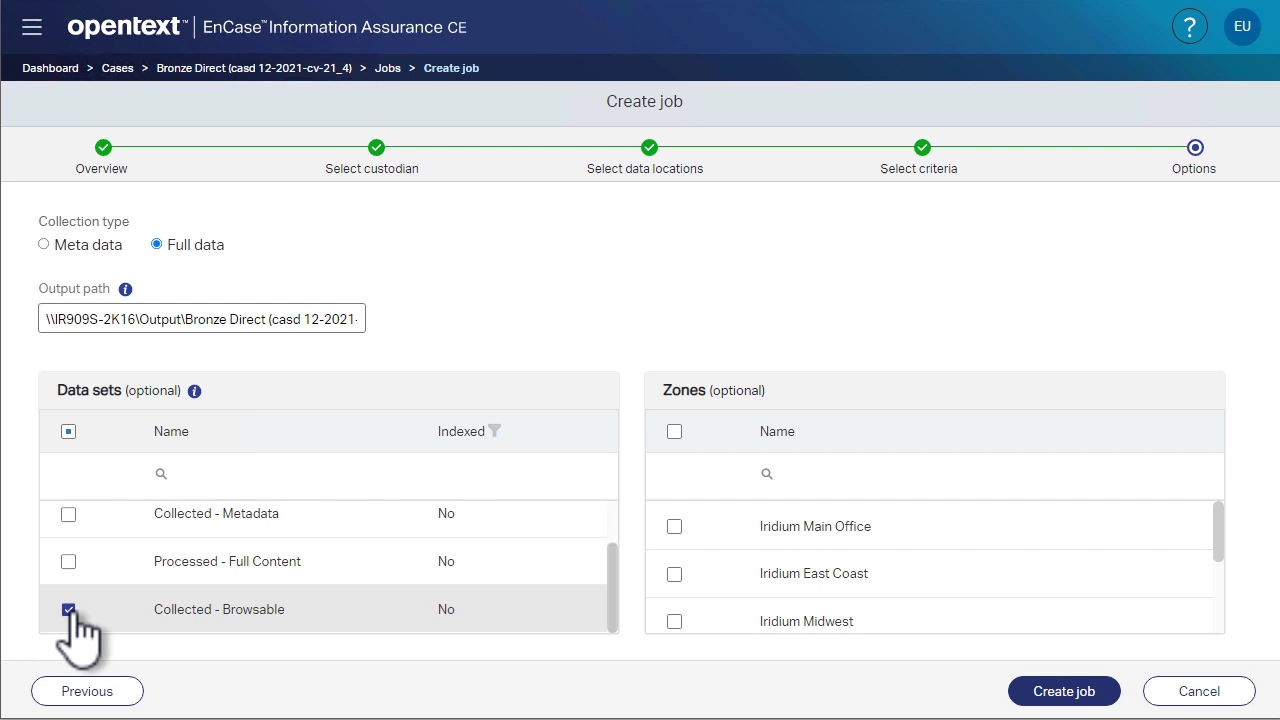 opentext™ | EnCase™ Information Assurance CE
? EU
Dashboard > Cases > Bronze Direct (casd 12-2021-cv-21_4) > Jobs > Create job
Create job
Overview Select custodian Select data locations Select criteria Options
Collection type
Meta data Full data
Output path i
\\IR909S-2K16\Output\Bronze Direct (casd 12-2021-
Data sets (optional) i
Name Indexed
Collected - Metadata No
Processed - Full Content No
Collected - Browsable No
Zones (optional)
Name
Iridium Main Office
Iridium East Coast
Iridium Midwest
Previous Create job Cancel